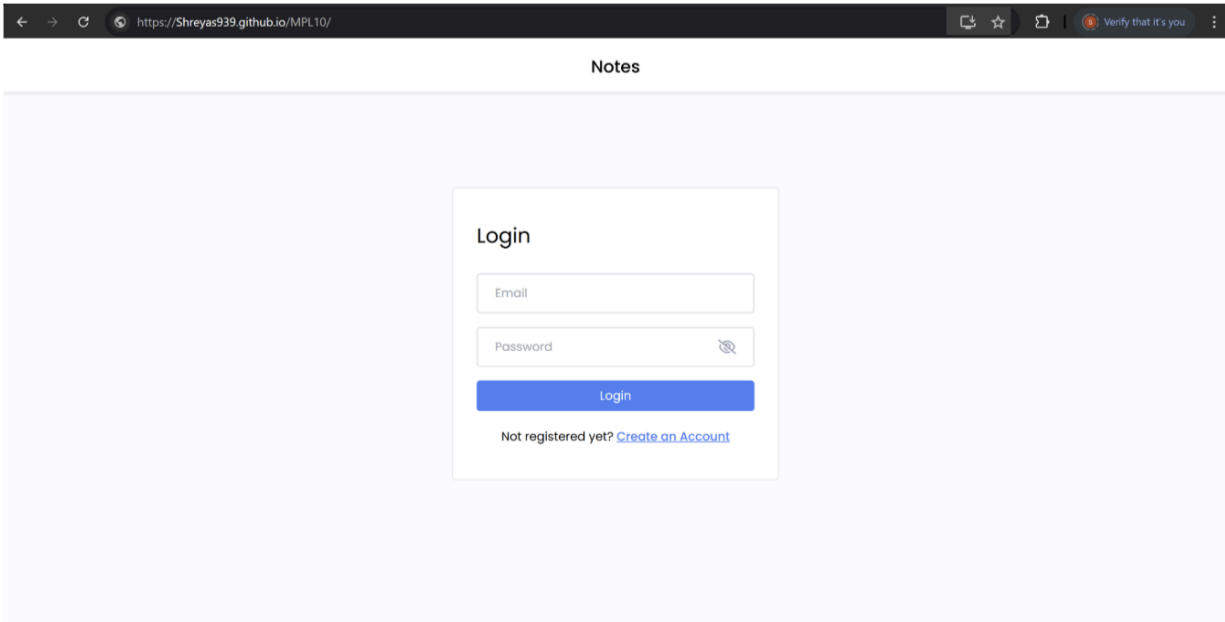 https://Shreyas939.github.io/MPL10/
Verify that it's you
Notes
Login
Email
Password
Login
Not registered yet? Create an Account